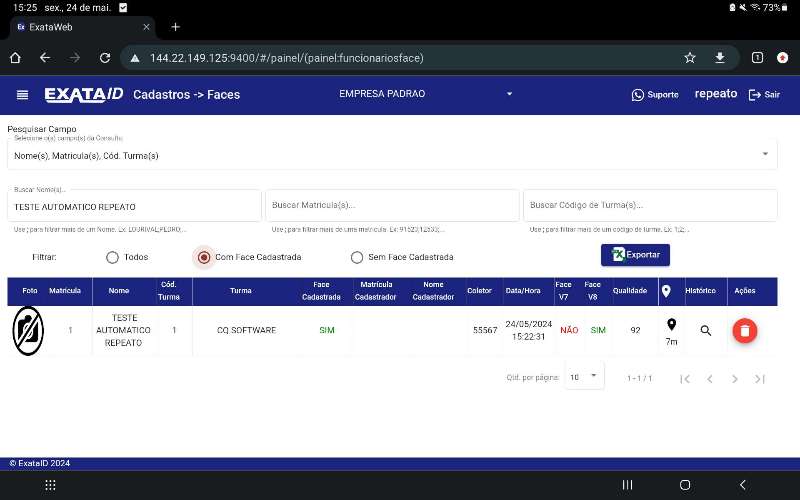 15:25 sex., 24 de mai.
73%
Ex ExataWeb
144.22.149.125:9400/#/painel/(painel:funcionariosface)
1
EXATAID Cadastros -> Faces
EMPRESA PADRAO
Suporte
repeato
Sair
Pesquisar Campo
Selecione o(s) campo(s) da Consulta
Nome(s), Matricula(s), Cód. Turma(s)
Buscar Nome(s)...
TESTE AUTOMATICO REPEATO
Buscar Matricula(s)...
Buscar Código de Turma(s)...
Use ; para filtrar mais de um Nome. Ex: LOURIVAL;PEDRO;...
Use ; para filtrar mais de uma matricula. Ex: 91623;12533;...
Use ; para filtrar mais de um código de turma. Ex: 1;2;...
Filtrar:
Todos
Com Face Cadastrada
Sem Face Cadastrada
Exportar
Foto
Matricula
Nome
Cód. Turma
Turma
Face Cadastrada
Matrícula Cadastrador
Nome Cadastrador
Coletor
Data/Hora
Face V7
Face V8
Qualidade
Histórico
Ações
1
TESTE AUTOMATICO REPEATO
1
CQ.SOFTWARE
SIM
55567
24/05/2024 15:22:31
NÃO
SIM
92
7m
Qtd. por página:
10
1 - 1 / 1
© ExataID 2024